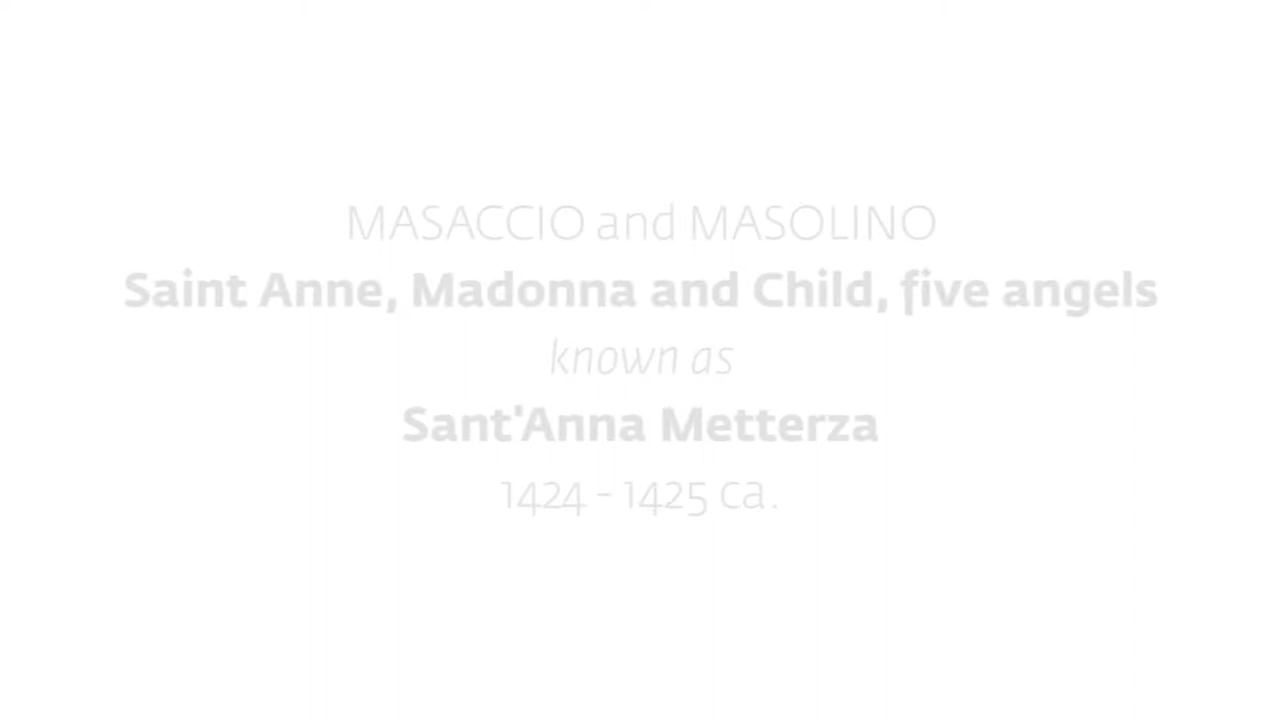 MASACCIO and MASOLINO
Saint Anne, Madonna and Child, five angels
known as
Sant'Anna Metterza
1424 - 1425 ca.